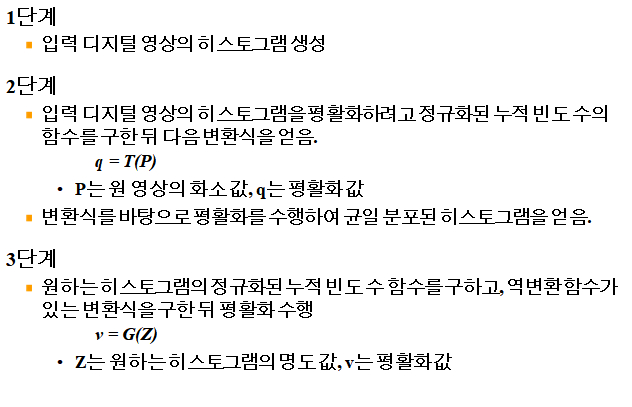 1단계
▪ 입력 디지털 영상의 히스토그램 생성
2단계
▪ 입력 디지털 영상의 히스토그램을 평활화하려고 정규화된 누적 빈도 수의
함수를 구한 뒤 다음 변환식을 얻음.
q = T(P)
• P는 원 영상의 화소 값, q는 평활화 값
▪ 변환식를 바탕으로 평활화를 수행하여 균일 분포된 히스토그램을 얻음.
3단계
▪ 원하는 히스토그램의 정규화된 누적 빈도 수 함수를 구하고, 역변환 함수가
있는 변환식을 구한 뒤 평활화 수행
v = G(Z)
• Z는 원하는 히스토그램의 명도 값, v는 평활화 값